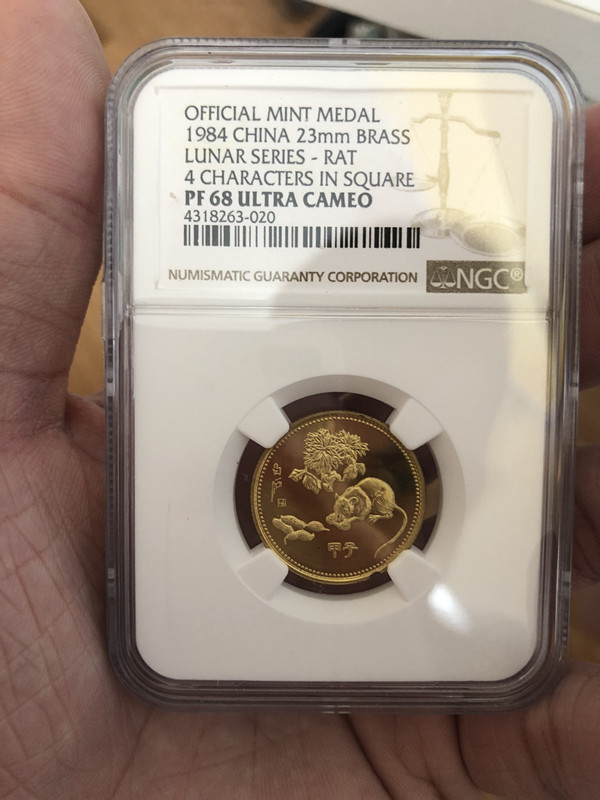 OFFICIAL MINT MEDAL
1984 CHINA 23mm BRASS
LUNAR SERIES - RAT
4 CHARACTERS IN SQUARE
PF 68 ULTRA CAMEO
4318263-020
NUMISMATIC GUARANTY CORPORATION
NGC®
甲子